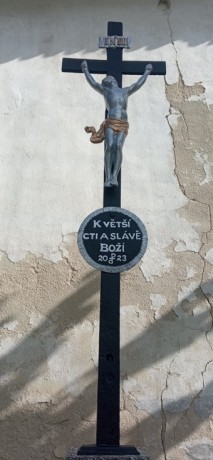 K VĚTŠÍ
CTI A SLÁVĚ
BOŽÍ
20 23